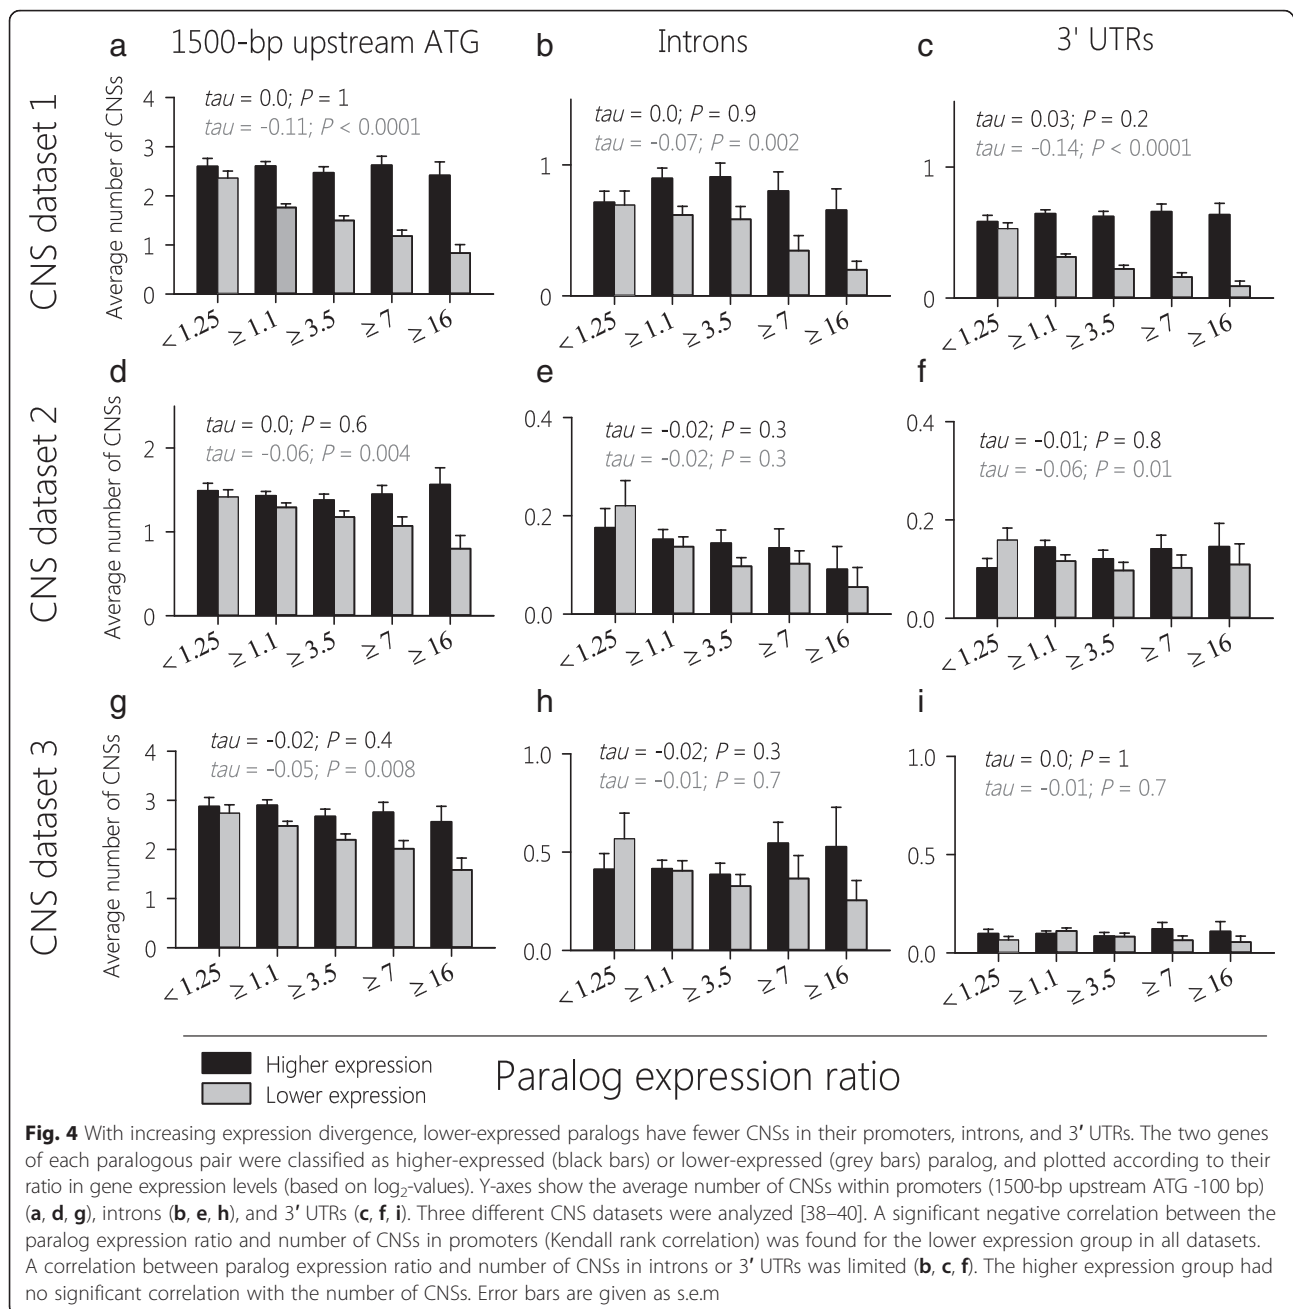 a 1500-bp upstream ATG
b Introns
c 3' UTRs
CNS dataset 1
Average number of CNSs
4
3
2
1
0
tau = 0.0; P = 1
tau = -0.11; P < 0.0001
< 1.25 ≥ 1.1 ≥ 3.5 ≥ 7 ≥ 16
1
0
tau = 0.0; P = 0.9
tau = -0.07; P = 0.002
< 1.25 ≥ 1.1 ≥ 3.5 ≥ 7 ≥ 16
1
0
tau = 0.03; P = 0.2
tau = -0.14; P < 0.0001
< 1.25 ≥ 1.1 ≥ 3.5 ≥ 7 ≥ 16
CNS dataset 2
d
Average number of CNSs
2
1
0
tau = 0.0; P = 0.6
tau = -0.06; P = 0.004
< 1.25 ≥ 1.1 ≥ 3.5 ≥ 7 ≥ 16
e
0.4
0.2
0.0
tau = -0.02; P = 0.3
tau = -0.02; P = 0.3
< 1.25 ≥ 1.1 ≥ 3.5 ≥ 7 ≥ 16
f
0.4
0.2
0.0
tau = -0.01; P = 0.8
tau = -0.06; P = 0.01
< 1.25 ≥ 1.1 ≥ 3.5 ≥ 7 ≥ 16
CNS dataset 3
g
Average number of CNSs
4
3
2
1
0
tau = -0.02; P = 0.4
tau = -0.05; P = 0.008
< 1.25 ≥ 1.1 ≥ 3.5 ≥ 7 ≥ 16
h
1.0
0.5
0.0
tau = -0.02; P = 0.3
tau = -0.01; P = 0.7
< 1.25 ≥ 1.1 ≥ 3.5 ≥ 7 ≥ 16
i
1.0
0.5
0.0
tau = 0.0; P = 1
tau = -0.01; P = 0.7
< 1.25 ≥ 1.1 ≥ 3.5 ≥ 7 ≥ 16
Higher expression
Lower expression
Paralog expression ratio
Fig. 4 With increasing expression divergence, lower-expressed paralogs have fewer CNSs in their promoters, introns, and 3′ UTRs. The two genes
of each paralogous pair were classified as higher-expressed (black bars) or lower-expressed (grey bars) paralog, and plotted according to their
ratio in gene expression levels (based on log₂-values). Y-axes show the average number of CNSs within promoters (1500-bp upstream ATG -100 bp)
(a, d, g), introns (b, e, h), and 3′ UTRs (c, f, i). Three different CNS datasets were analyzed [38–40]. A significant negative correlation between the
paralog expression ratio and number of CNSs in promoters (Kendall rank correlation) was found for the lower expression group in all datasets.
A correlation between paralog expression ratio and number of CNSs in introns or 3′ UTRs was limited (b, c, f). The higher expression group had
no significant correlation with the number of CNSs. Error bars are given as s.e.m